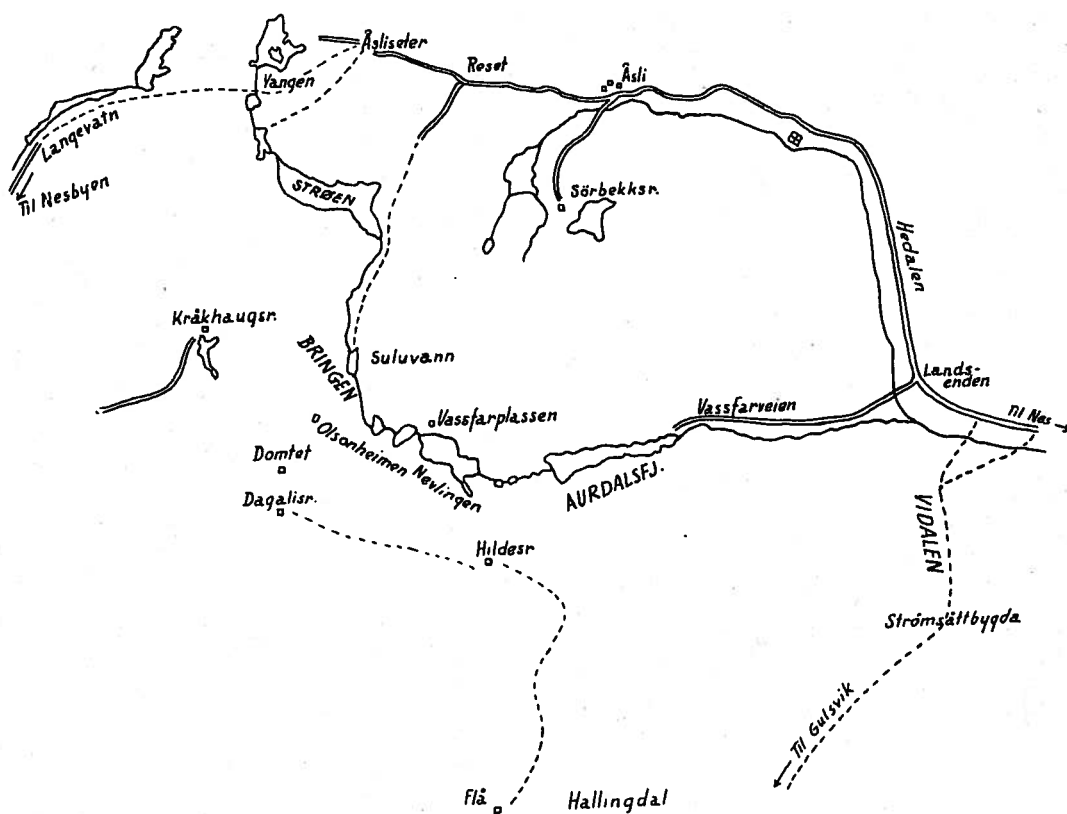 Åsliseter
Reset
Åsli
Vangen
Langevatn
Til Nesbyen
STRØEN
Sörbekksr.
Hedalen
Kråkhaugsr.
BRINGEN
Suluvann
Lands-
enden
Til Nes
Vassfarveien
Vassfarplassen
Olsonheimen Nevlingen
Domtet
AURDALSFJ.
Dagalisr.
VIDALEN
Hildesr
Strömsåttbygda
Til Gulsvik
Flå
Hallingdal